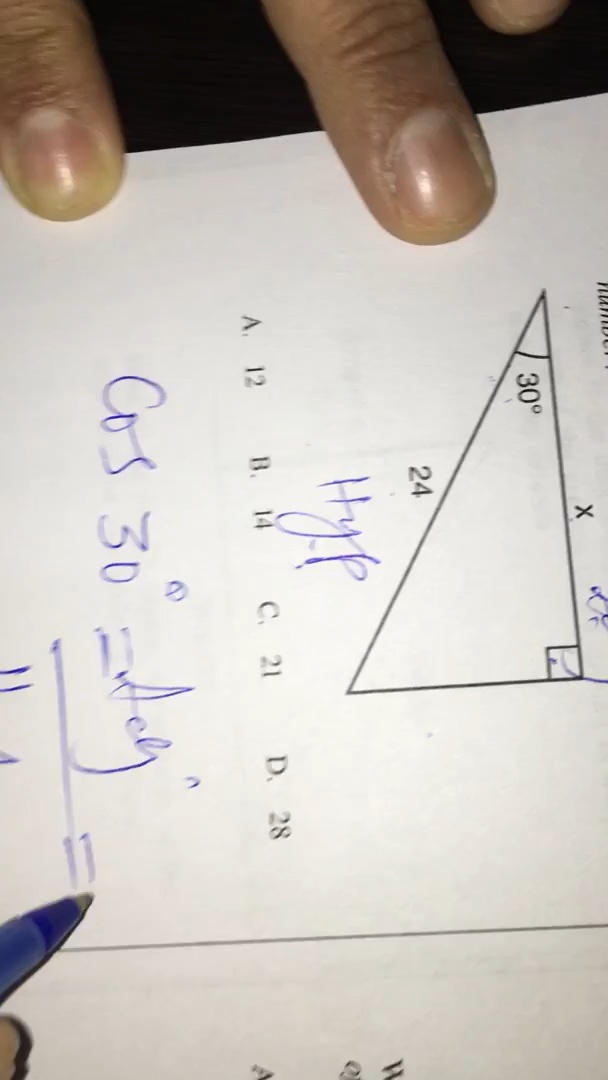 x
30°
24
Hyp
A. 12 B. 14 C. 21 D. 28
Cos 30° = Adj =